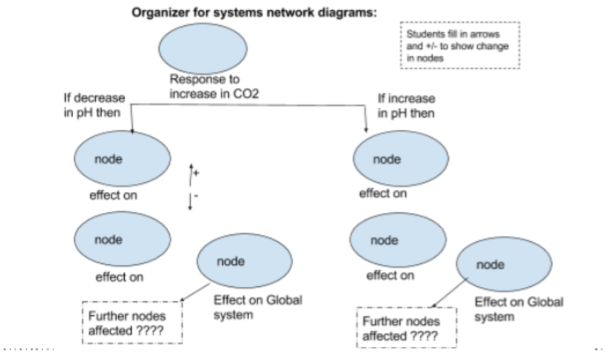 Organizer for systems network diagrams:
Students fill in arrows
and +/- to show change
in nodes
Response to
increase in CO2
If decrease
in pH then
If increase
in pH then
node
effect on
+
-
node
effect on
node
Effect on Global
system
Further nodes
affected ????
node
effect on
node
effect on
node
Effect on Global
system
Further nodes
affected ????